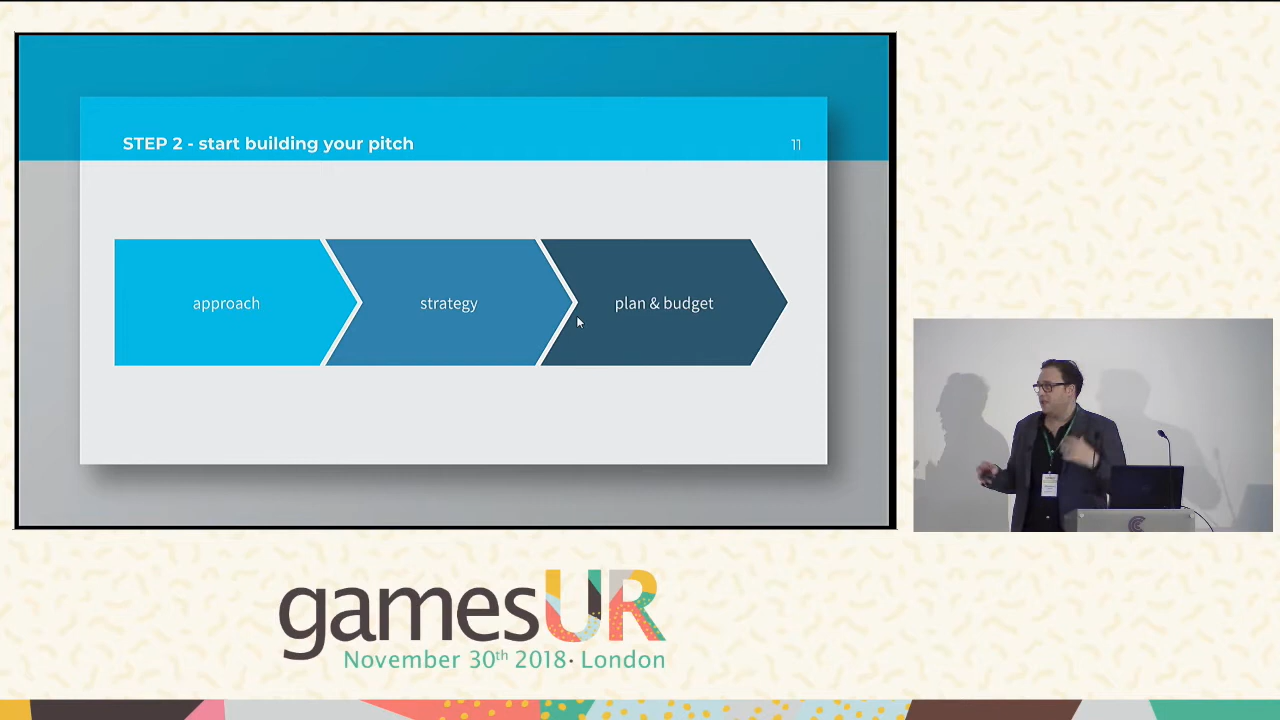 STEP 2 - start building your pitch
11
approach
strategy
plan & budget
gamesUR
November 30th 2018· London